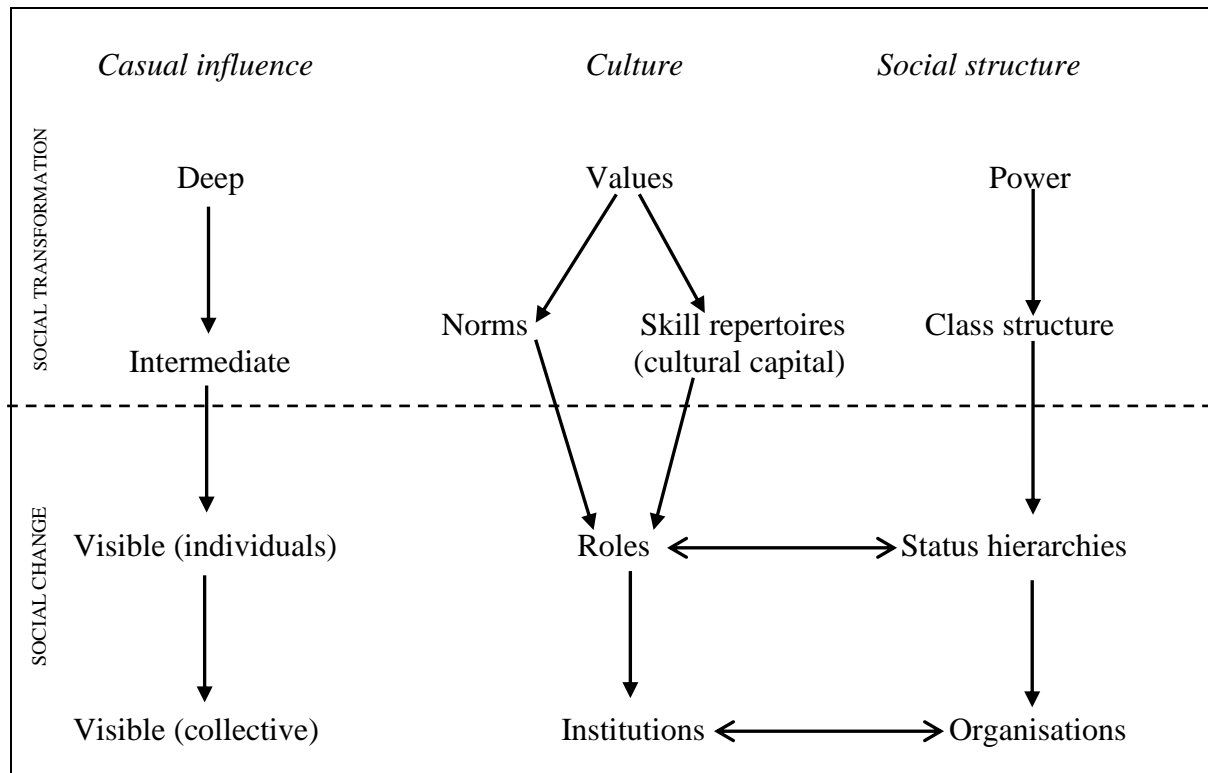 Casual influence Culture Social structure
SOCIAL TRANSFORMATION
Deep Values Power
Norms Skill repertoires Class structure
Intermediate (cultural capital)
SOCIAL CHANGE
Visible (individuals) Roles Status hierarchies
Visible (collective) Institutions Organisations